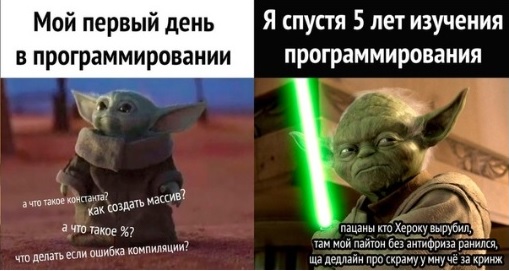 Мой первый день
в программировании
а что такое константа?
как создать массив?
а что такое %?
что делать если ошибка компиляции?
Я спустя 5 лет изучения
программирования
пацаны кто Хероку вырубил,
там мой пайтон без антифриза ранился,
ща дедлайн про скраму у мну чё за кринж